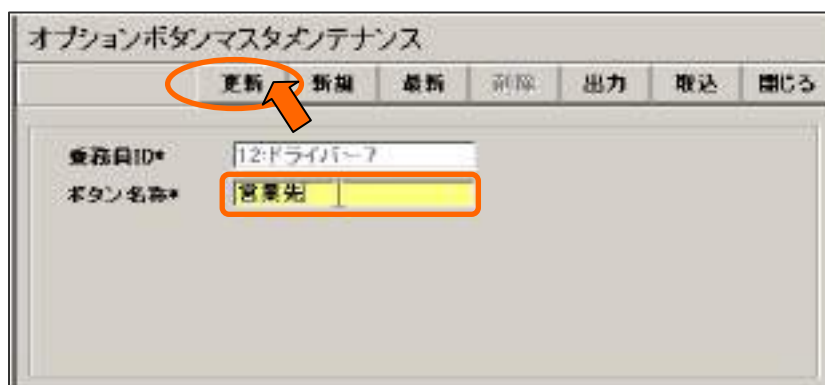 オプションボタンマスタメンテナンス
更新 新規 最新 削除 出力 取込 閉じる
乗務員ID* 12:ドライバー7
ボタン名称* 営業先